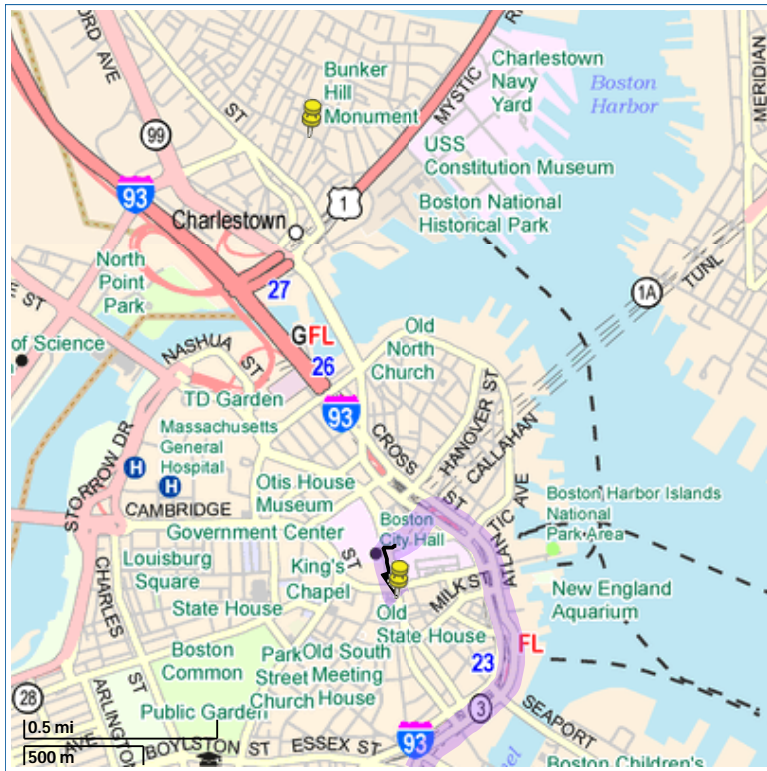 ORD AVE
Bunker
Hill
Monument
Charlestown
Navy
Yard
Boston
Harbor
MERIDIAN
MYSTIC
ST
99
USS
Constitution Museum
93
1
Charlestown
Boston National
Historical Park
North
Point
Park
27
1A
TUNL
E ST
GFL
Old
North
Church
of Science
NASHUA ST
26
TD Garden
93
Massachusetts
General
Hospital
H
H
STORROW DR
CROSS ST
HANOVER ST
CALLAHAN
Otis House
Museum
CAMBRIDGE
ATLANTIC AVE
Boston Harbor Islands
National
Park Area
Government Center
Boston
City Hall
ST
Louisburg
Square
King's
Chapel
MILK ST
New England
Aquarium
CHARLES ST
State House
Old
State House
FL
Boston
Common
Park
Street
Church
Old South
Meeting
House
23
28
ARLINGTON
Public Garden
3
SEAPORT
0.5 mi
500 m
AVE
BOYLSTON ST
ESSEX ST
93
Boston Children's